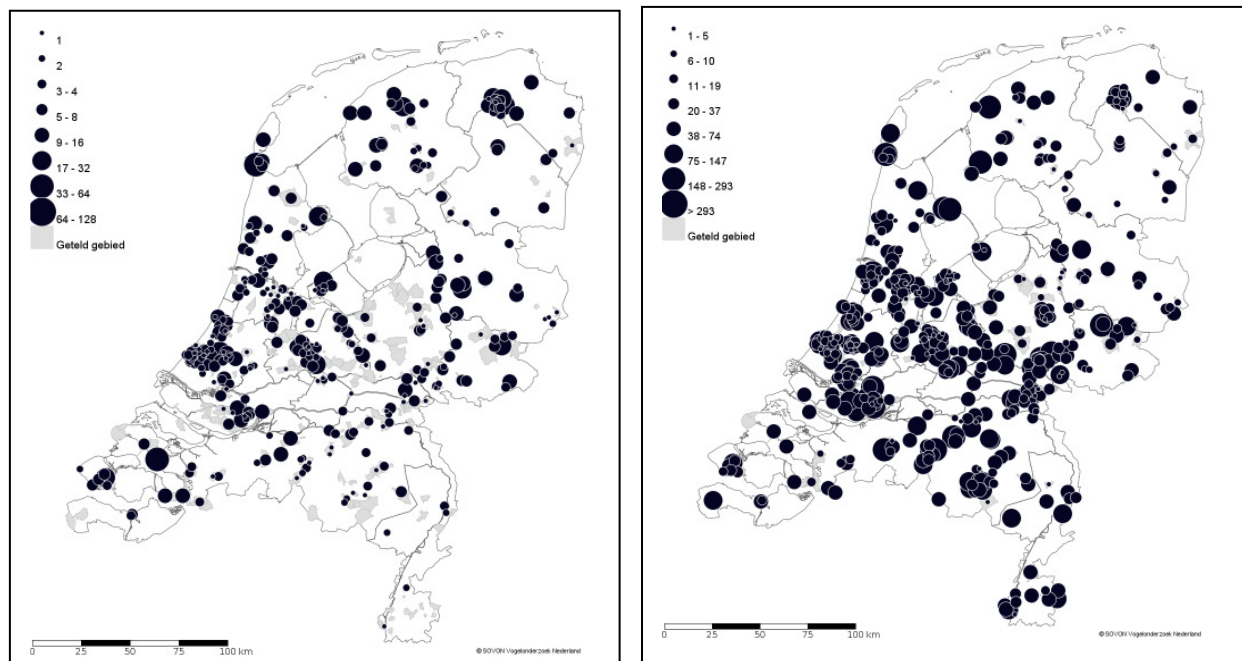 1
2
3 - 4
5 - 8
9 - 16
17 - 32
33 - 64
64 - 128
Geteld gebied
0 25 50 75 100 km
© SOVON Vogelonderzoek Nederland
1 - 5
6 - 10
11 - 19
20 - 37
38 - 74
75 - 147
148 - 293
> 293
Geteld gebied
0 25 50 75 100 km
© SOVON Vogelonderzoek Nederland